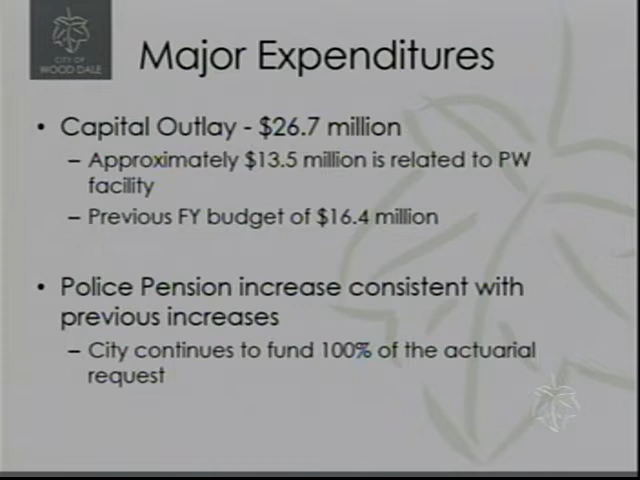 CITY OF
WOOD DALE
Major Expenditures
• Capital Outlay - $26.7 million
– Approximately $13.5 million is related to PW
facility
– Previous FY budget of $16.4 million
• Police Pension increase consistent with
previous increases
– City continues to fund 100% of the actuarial
request